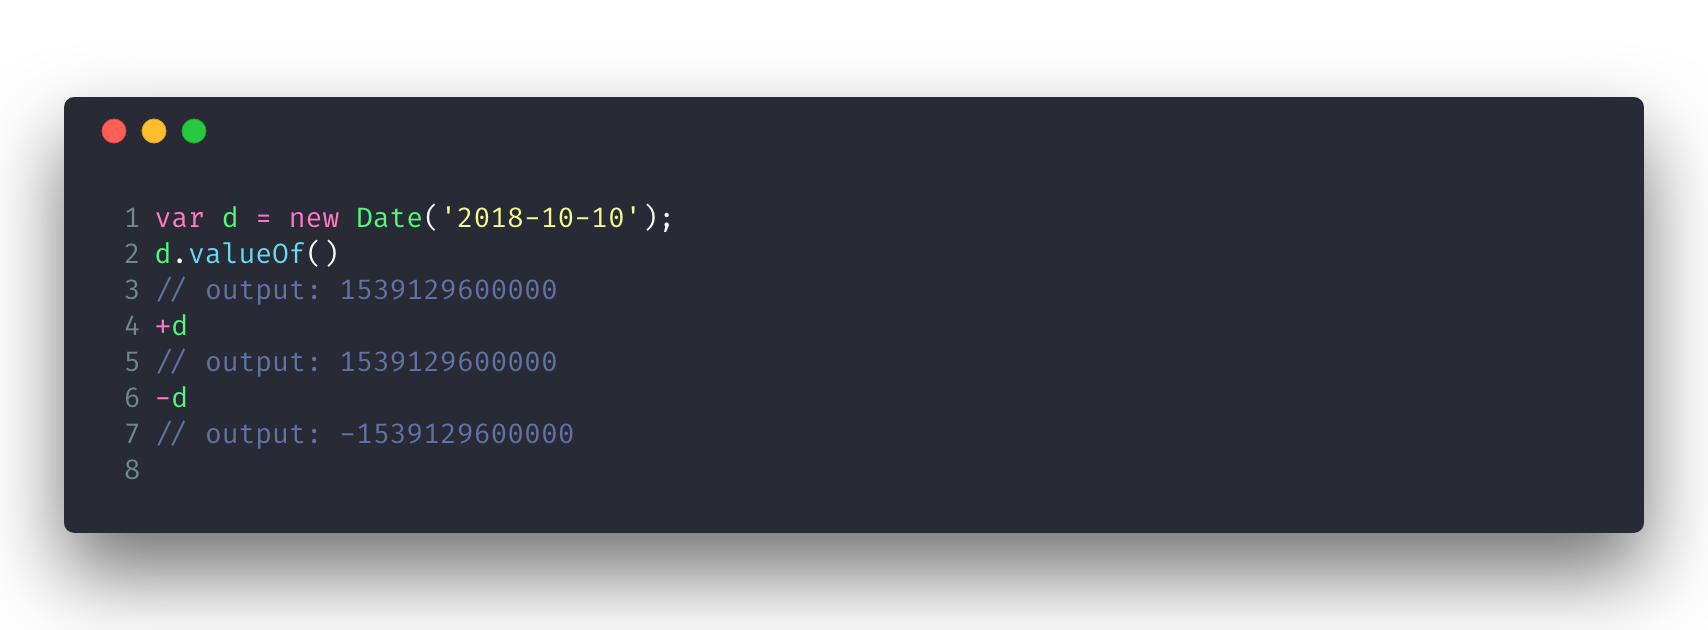 1 var d = new Date('2018-10-10');
2 d.valueOf()
3 // output: 1539129600000
4 +d
5 // output: 1539129600000
6 -d
7 // output: -1539129600000
8